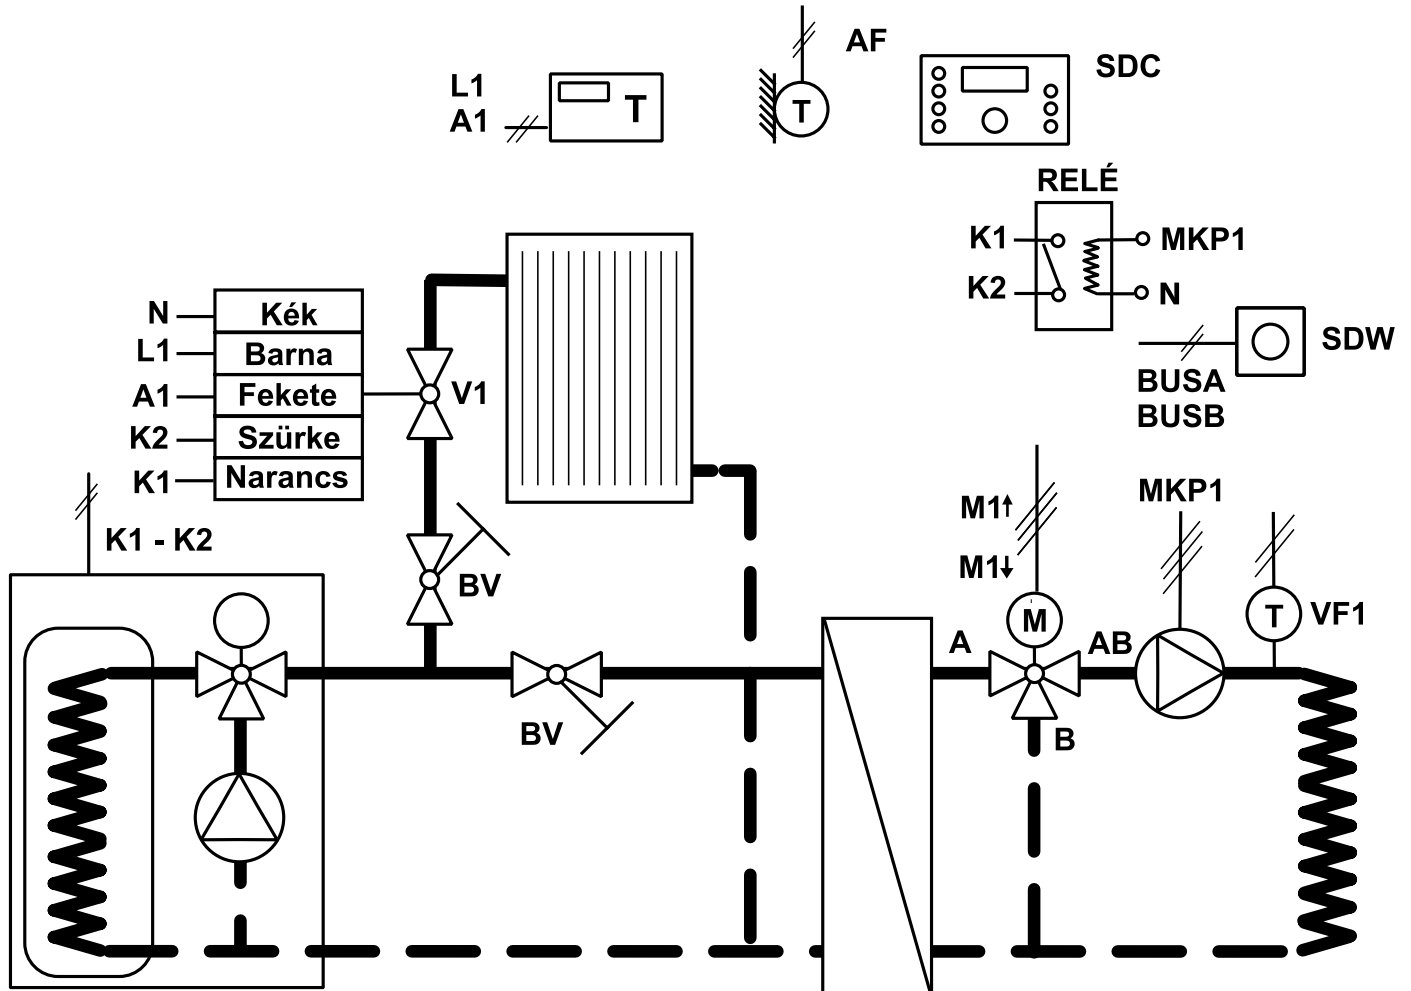 AF
SDC
L1
A1
T
T
RELÉ
K1
MKP1
K2
N
SDW
BUSA
BUSB
N
Kék
L1
Barna
A1
Fekete
V1
K2
Szürke
K1
Narancs
K1 - K2
BV
M1↑
M1↓
MKP1
M
T
VF1
A
AB
BV
B